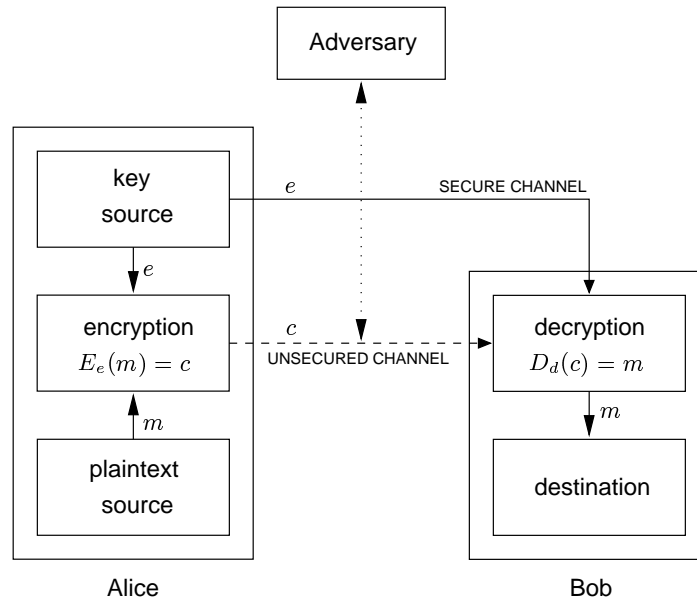 Adversary
key
source
e
SECURE CHANNEL
e
encryption
E_e(m) = c
c
UNSECURED CHANNEL
decryption
D_d(c) = m
m
m
plaintext
source
destination
Alice
Bob